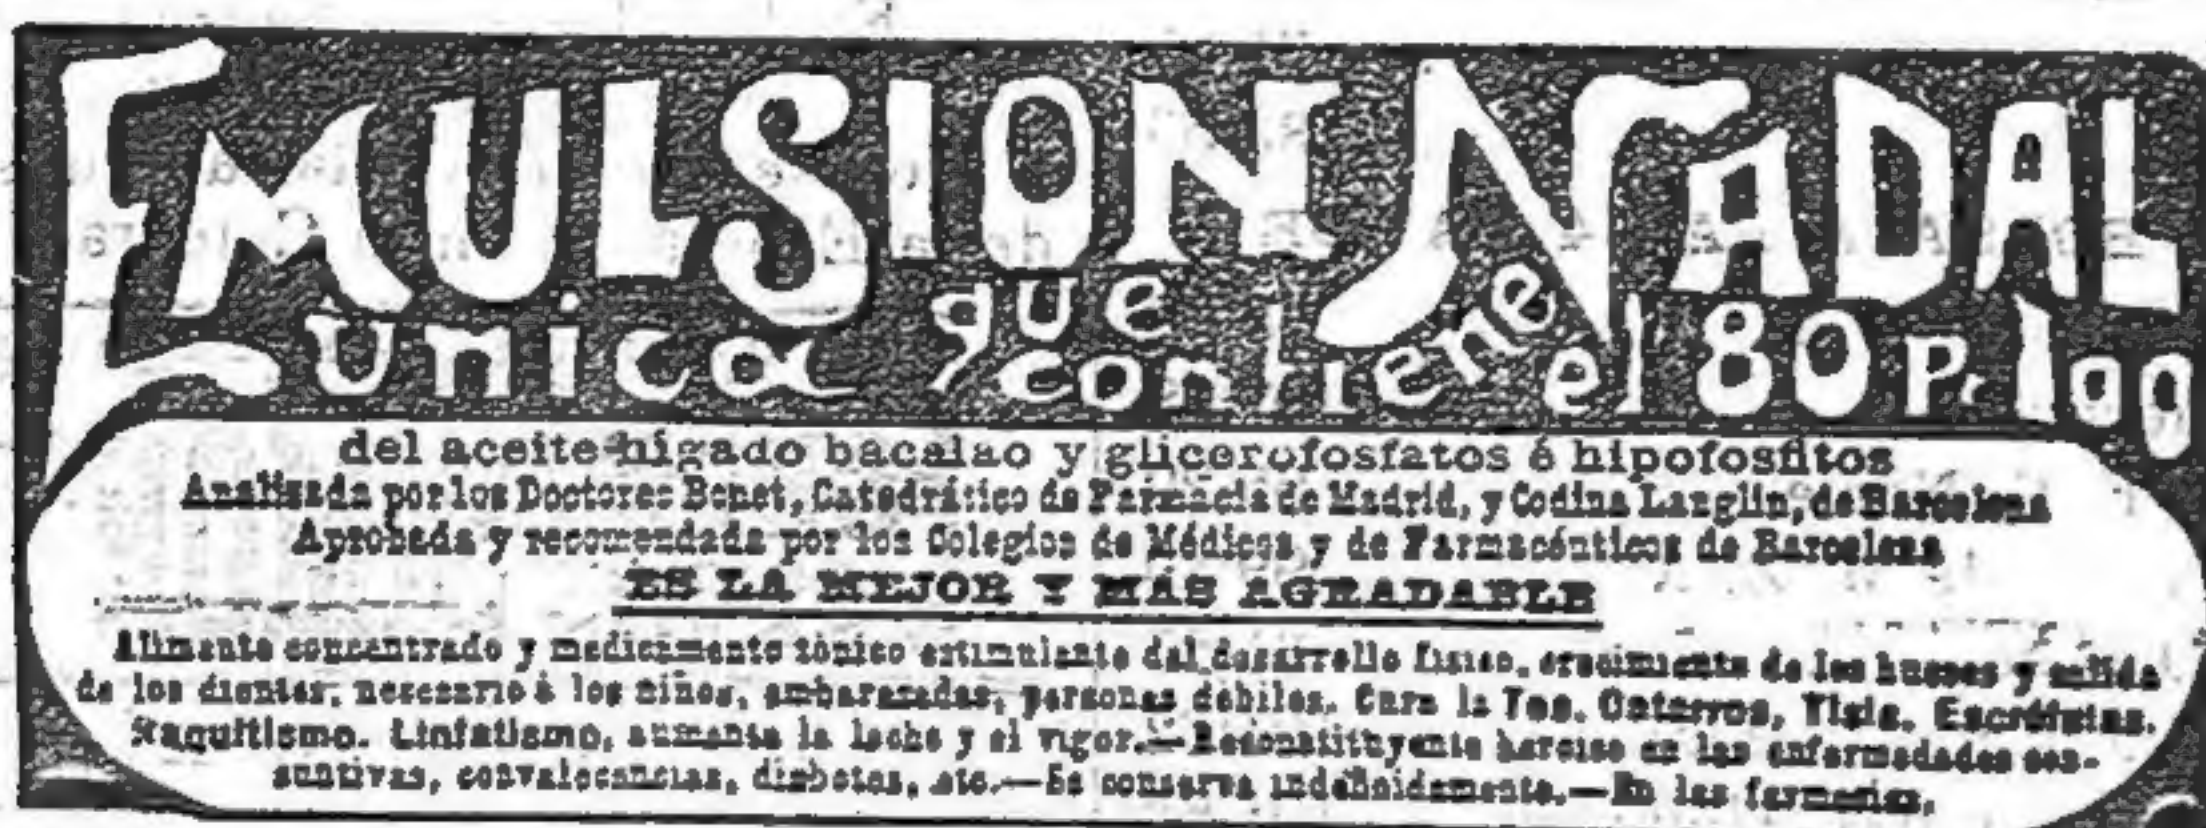 EMULSION NADAL
Única que contiene el 80 Pr 100
del aceite hígado bacalao y glicerofosfatos é hipofosfitos
Analizada por los Doctores Bonet, Catedrático de Farmacia de Madrid, y Codina Langlin, de Barcelona
Aprobada y recomendada por los Colegios de Médicos y de Farmacéuticos de Barcelona
ES LA MEJOR Y MÁS AGRADABLE
Alimento concentrado y medicamento tónico estimulante del desarrollo físico, crecimiento de los huesos y salida
de los dientes, necesario á los niños, embarazadas, personas débiles. Cura la Tos, Catarros, Tisis, Escrófulas,
Raquitismo, Linfatismo, aumenta la leche y el vigor.—Reconstituyente heroico en las enfermedades con-
suntivas, convalecencias, diabetes, etc.—Se conserva indefinidamente.—En las farmacias.